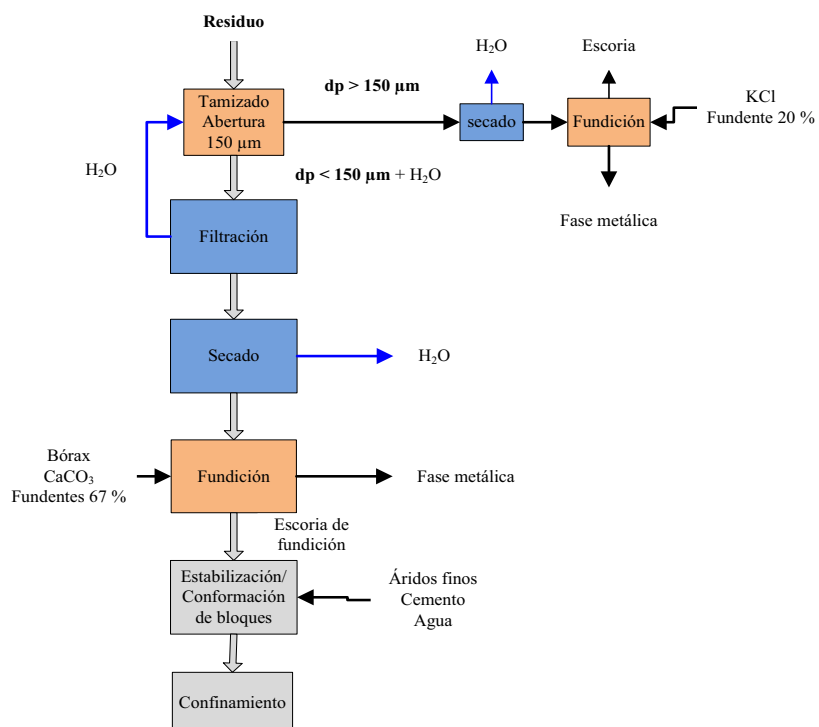 Residuo
H₂O
Escoria
dp > 150 µm
KCl
Fundente 20 %
Tamizado
Abertura
150 µm
secado
Fundición
H₂O
dp < 150 µm + H₂O
Fase metálica
Filtración
Secado
H₂O
Bórax
CaCO₃
Fundentes 67 %
Fundición
Fase metálica
Escoria de
fundición
Estabilización/
Conformación
de bloques
Áridos finos
Cemento
Agua
Confinamiento